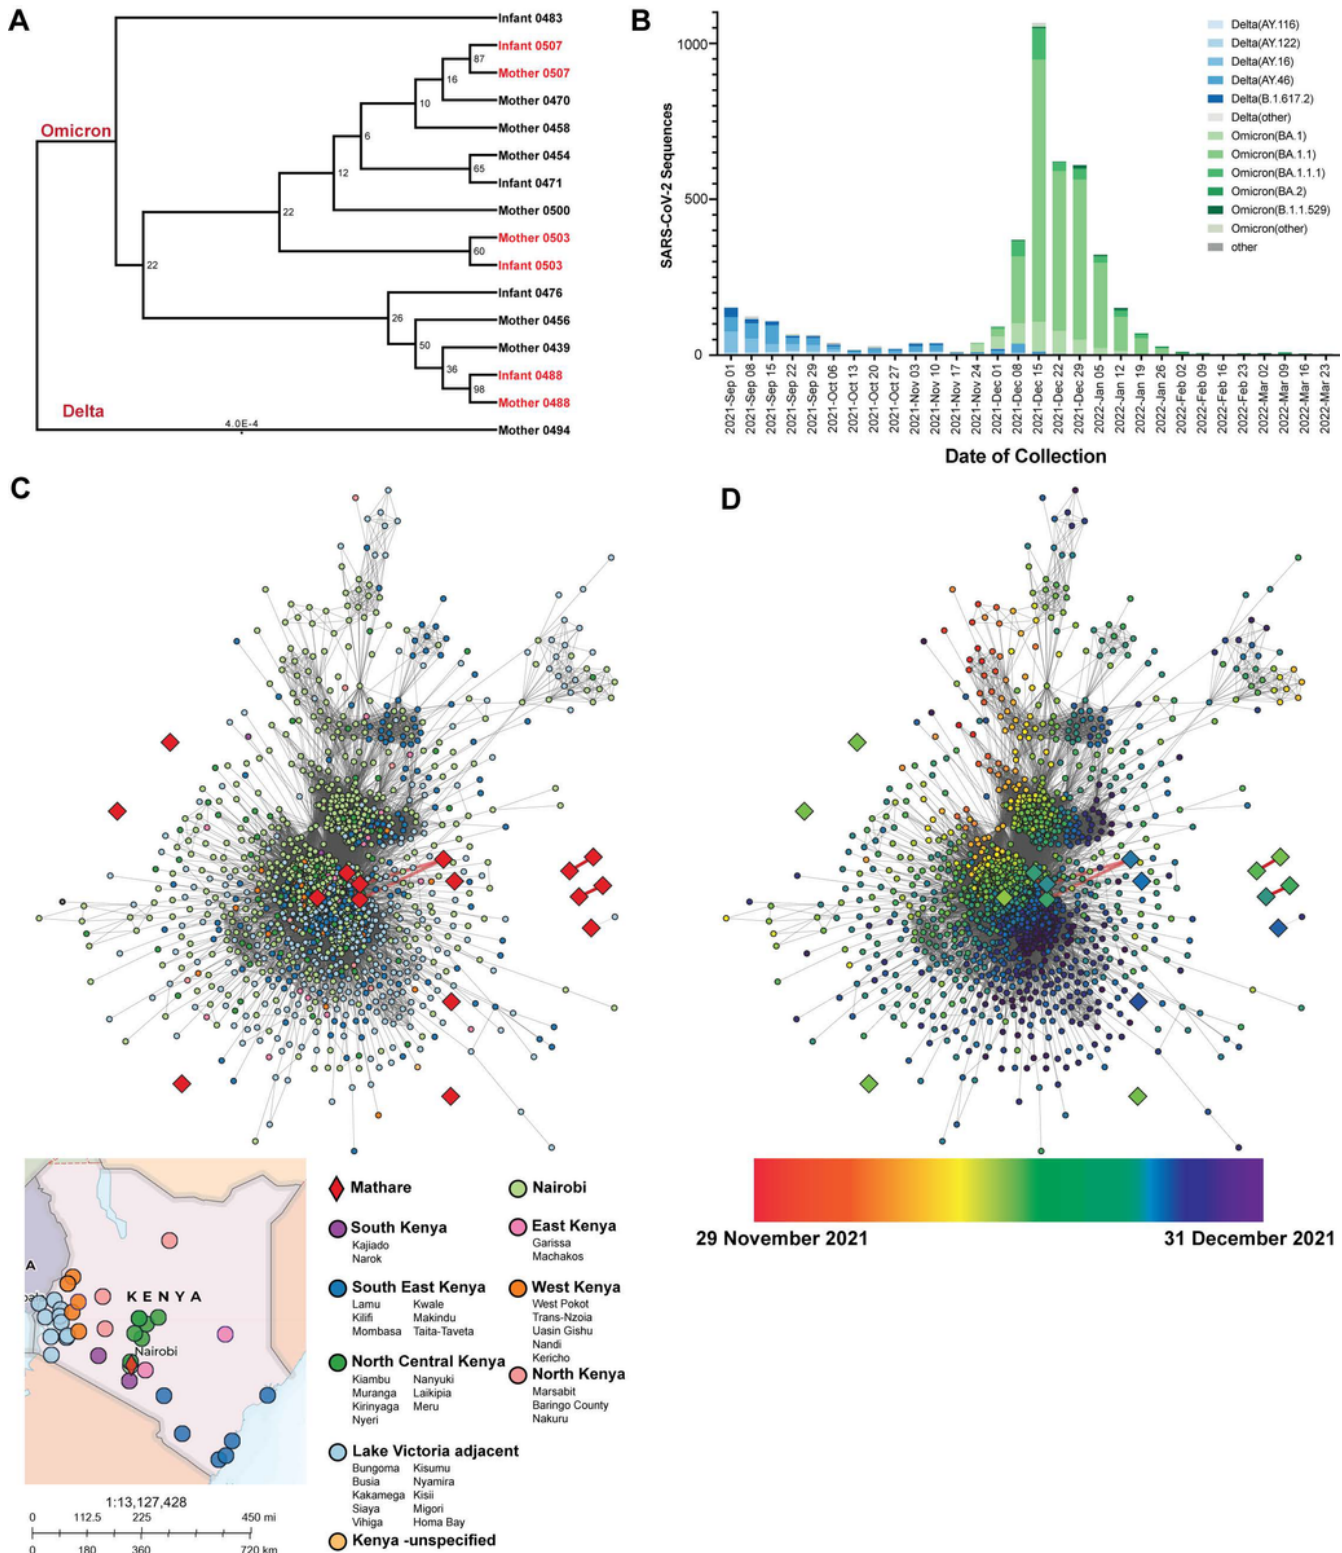 A
Infant 0483
Infant 0507
87
Mother 0507
16
Mother 0470
10
Mother 0458
Omicron
6
Mother 0454
65
Infant 0471
12
Mother 0500
22
Mother 0503
60
Infant 0503
22
Infant 0476
26
Mother 0456
50
Mother 0439
36
Infant 0488
98
Mother 0488
Delta
4.0E-4
Mother 0494
B
SARS-CoV-2 Sequences
1000
500
0
Delta(AY.116)
Delta(AY.122)
Delta(AY.16)
Delta(AY.46)
Delta(B.1.617.2)
Delta(other)
Omicron(BA.1)
Omicron(BA.1.1)
Omicron(BA.1.1.1)
Omicron(BA.2)
Omicron(B.1.1.529)
Omicron(other)
other
2021-Sep 01
2021-Sep 08
2021-Sep 15
2021-Sep 22
2021-Sep 29
2021-Oct 06
2021-Oct 13
2021-Oct 20
2021-Oct 27
2021-Nov 03
2021-Nov 10
2021-Nov 17
2021-Nov 24
2021-Dec 01
2021-Dec 08
2021-Dec 15
2021-Dec 22
2021-Dec 29
2022-Jan 05
2022-Jan 12
2022-Jan 19
2022-Jan 26
2022-Feb 02
2022-Feb 09
2022-Feb 16
2022-Feb 23
2022-Mar 02
2022-Mar 09
2022-Mar 16
2022-Mar 23
Date of Collection
C
D
29 November 2021
31 December 2021
A
KENYA
Nairobi
1:13,127,428
0 112.5 225 450 mi
0 180 360 720 km
Mathare
South Kenya
Kajiado
Narok
South East Kenya
Lamu Kwale
Kilifi Makindu
Mombasa Taita-Taveta
North Central Kenya
Kiambu Nanyuki
Muranga Laikipia
Kirinyaga Meru
Nyeri
Lake Victoria adjacent
Bungoma Kisumu
Busia Nyamira
Kakamega Kisii
Siaya Migori
Vihiga Homa Bay
Kenya -unspecified
Nairobi
East Kenya
Garissa
Machakos
West Kenya
West Pokot
Trans-Nzoia
Uasin Gishu
Nandi
Kericho
North Kenya
Marsabit
Baringo County
Nakuru